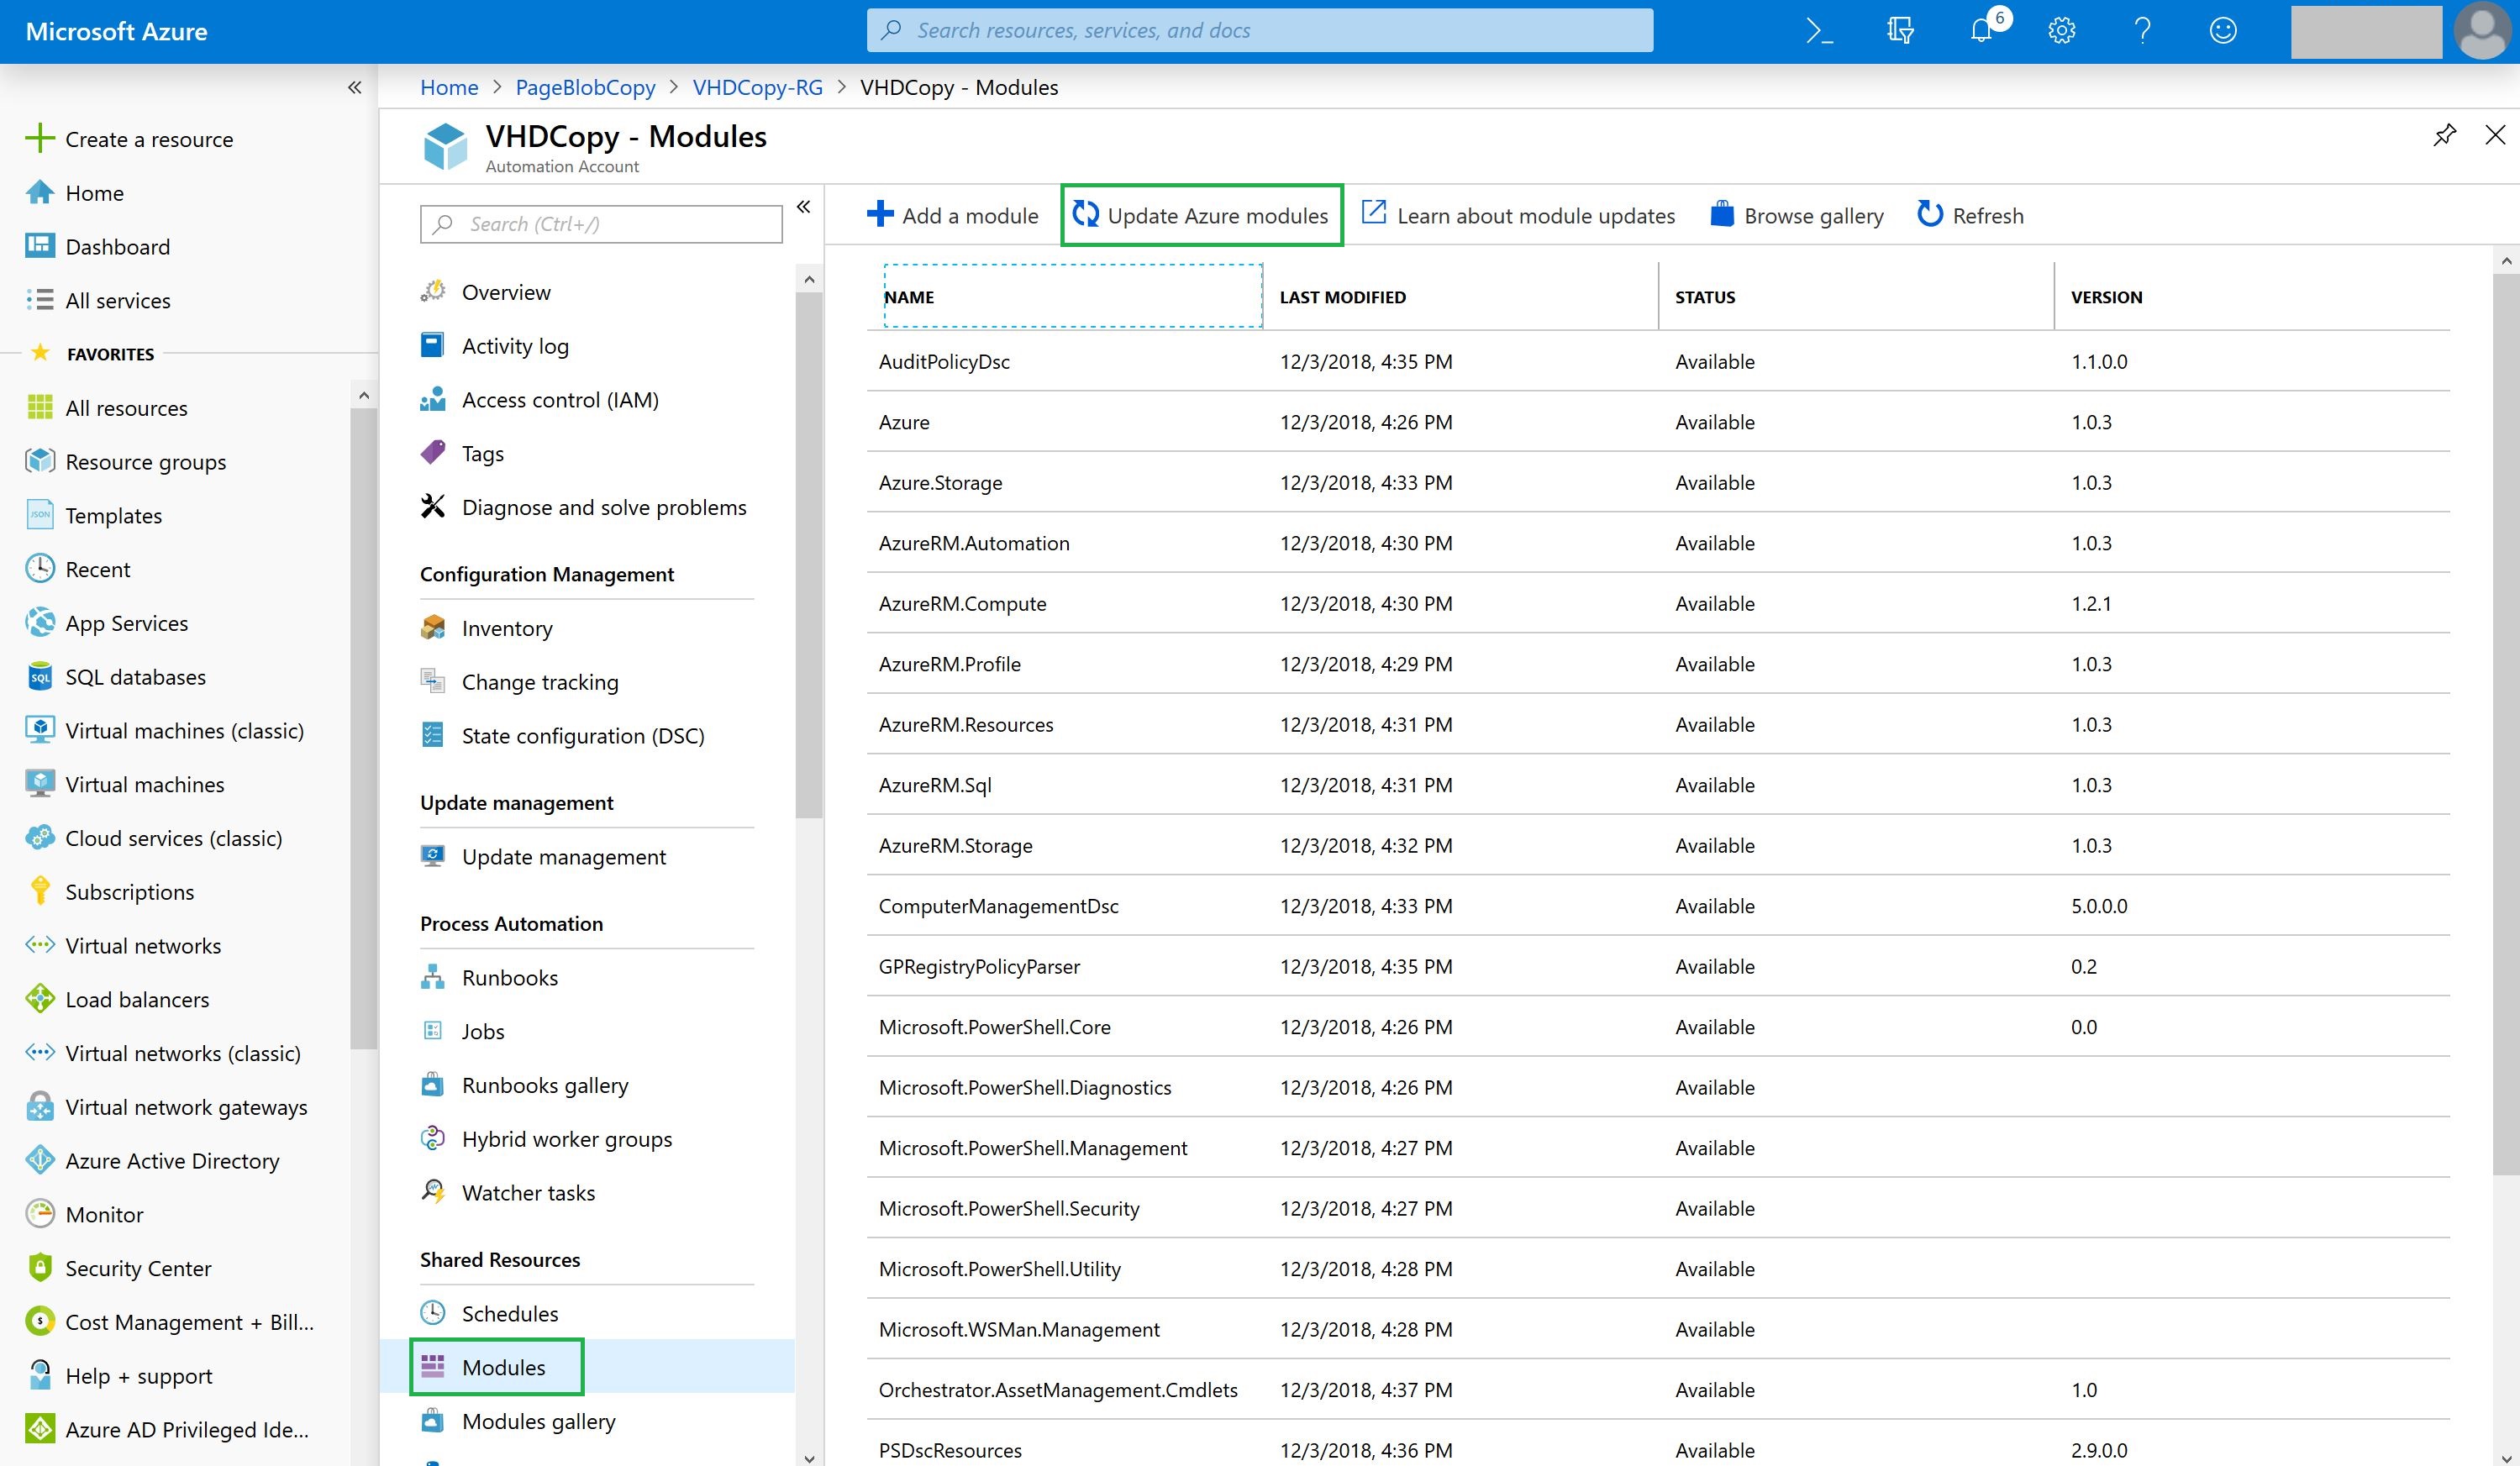 Microsoft Azure
Search resources, services, and docs
6
Home > PageBlobCopy > VHDCopy-RG > VHDCopy - Modules
Create a resource
Home
Dashboard
All services
FAVORITES
All resources
Resource groups
JSON
Templates
Recent
App Services
SQL
SQL databases
Virtual machines (classic)
Virtual machines
Cloud services (classic)
Subscriptions
Virtual networks
Load balancers
Virtual networks (classic)
Virtual network gateways
Azure Active Directory
Monitor
Security Center
Cost Management + Bill...
Help + support
Azure AD Privileged Ide...
VHDCopy - Modules
Automation Account
Search (Ctrl+/)
Overview
Activity log
Access control (IAM)
Tags
Diagnose and solve problems
Configuration Management
Inventory
Change tracking
State configuration (DSC)
Update management
Update management
Process Automation
Runbooks
Jobs
Runbooks gallery
Hybrid worker groups
Watcher tasks
Shared Resources
Schedules
Modules
Modules gallery
Add a module Update Azure modules Learn about module updates Browse gallery Refresh
NAME LAST MODIFIED STATUS VERSION
AuditPolicyDsc 12/3/2018, 4:35 PM Available 1.1.0.0
Azure 12/3/2018, 4:26 PM Available 1.0.3
Azure.Storage 12/3/2018, 4:33 PM Available 1.0.3
AzureRM.Automation 12/3/2018, 4:30 PM Available 1.0.3
AzureRM.Compute 12/3/2018, 4:30 PM Available 1.2.1
AzureRM.Profile 12/3/2018, 4:29 PM Available 1.0.3
AzureRM.Resources 12/3/2018, 4:31 PM Available 1.0.3
AzureRM.Sql 12/3/2018, 4:31 PM Available 1.0.3
AzureRM.Storage 12/3/2018, 4:32 PM Available 1.0.3
ComputerManagementDsc 12/3/2018, 4:33 PM Available 5.0.0.0
GPRegistryPolicyParser 12/3/2018, 4:35 PM Available 0.2
Microsoft.PowerShell.Core 12/3/2018, 4:26 PM Available 0.0
Microsoft.PowerShell.Diagnostics 12/3/2018, 4:26 PM Available
Microsoft.PowerShell.Management 12/3/2018, 4:27 PM Available
Microsoft.PowerShell.Security 12/3/2018, 4:27 PM Available
Microsoft.PowerShell.Utility 12/3/2018, 4:28 PM Available
Microsoft.WSMan.Management 12/3/2018, 4:28 PM Available
Orchestrator.AssetManagement.Cmdlets 12/3/2018, 4:37 PM Available 1.0
PSDscResources 12/3/2018, 4:36 PM Available 2.9.0.0